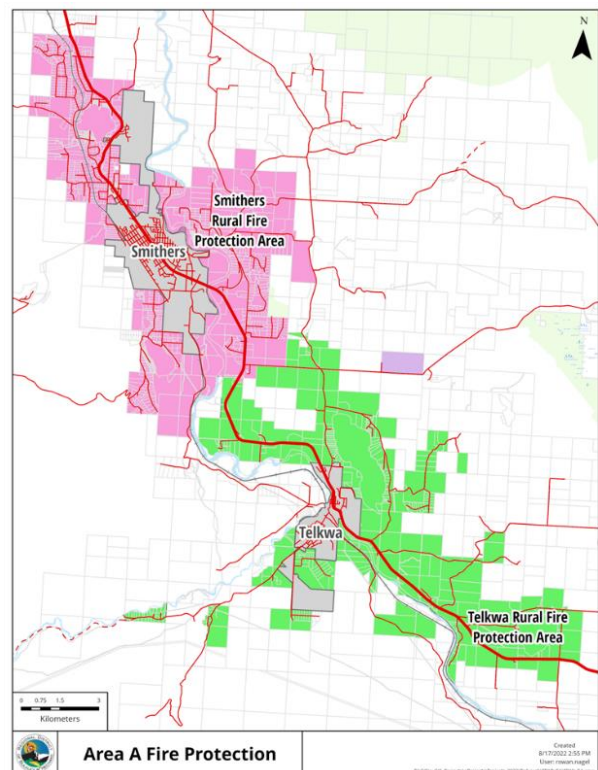 N
Smithers
Rural Fire
Protection Area
Smithers
Telkwa
Telkwa Rural Fire
Protection Area
0 0.75 1.5 3
Kilometers
Area A Fire Protection
Created
8/17/2022 2:55 PM
User: rowan.nagel